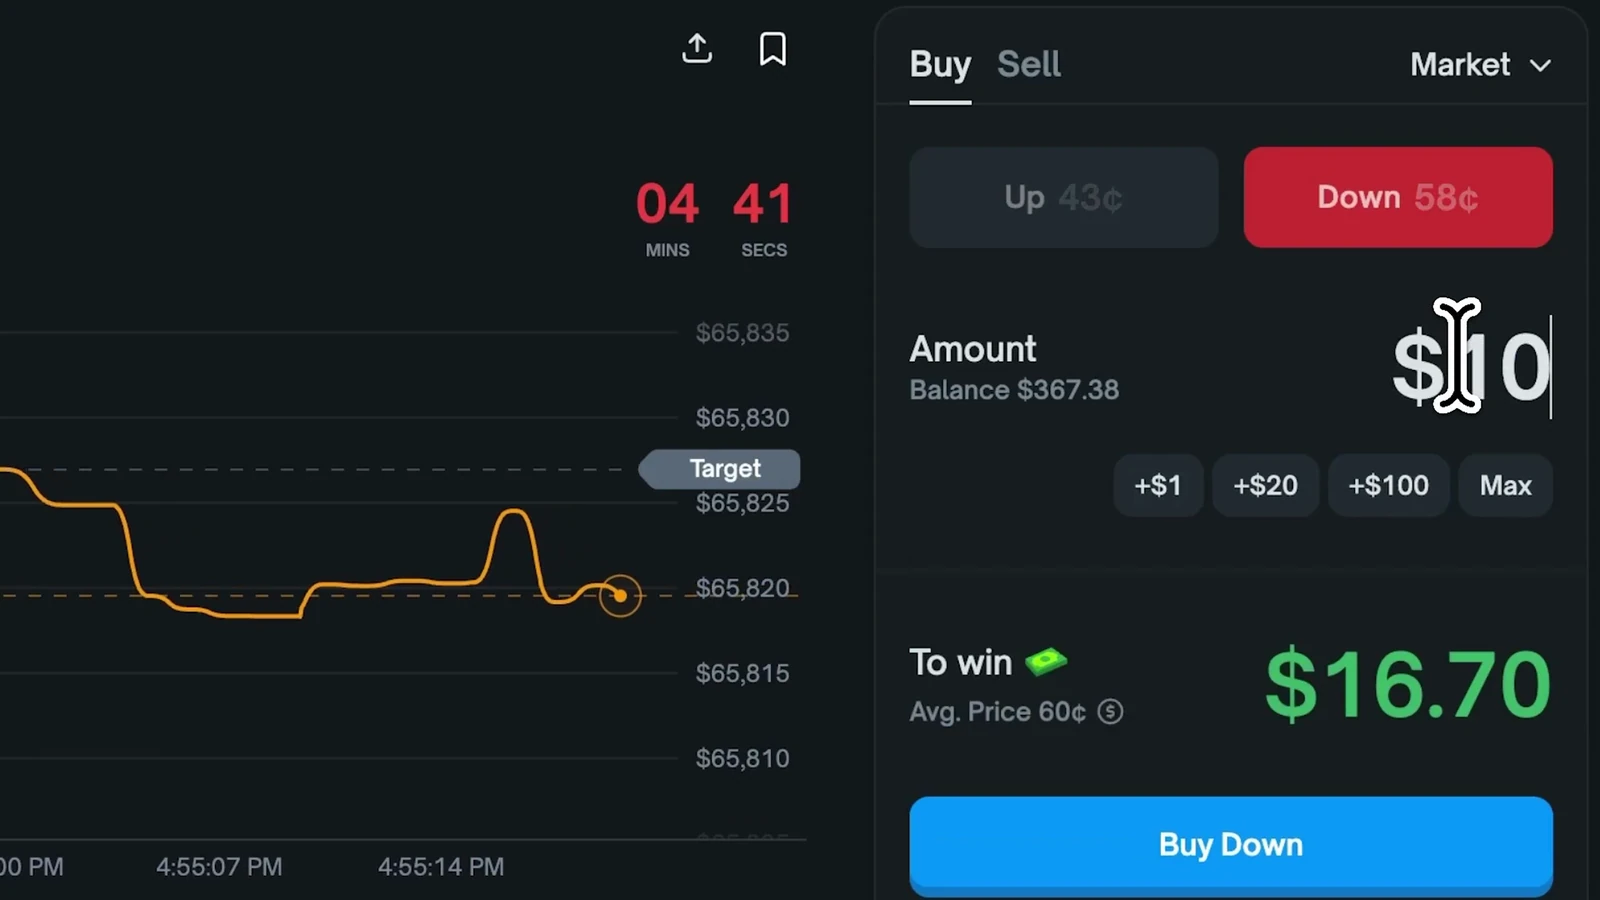 Buy Sell Market
04 41
MINS SECS
Up 43¢ Down 58¢
$65,835
$65,830
Target
$65,825
$65,820
$65,815
$65,810
Amount
Balance $367.38
$10
+$1 +$20 +$100 Max
To win
Avg. Price 60¢
$16.70
Buy Down
00 PM 4:55:07 PM 4:55:14 PM